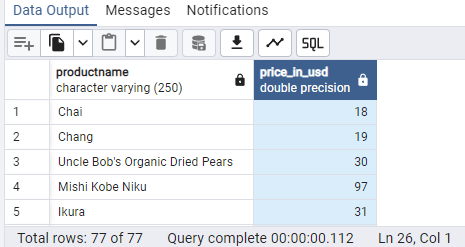 Data Output Messages Notifications
SQL
productname price_in_usd
character varying (250) double precision
1 Chai 18
2 Chang 19
3 Uncle Bob's Organic Dried Pears 30
4 Mishi Kobe Niku 97
5 Ikura 31
Total rows: 77 of 77 Query complete 00:00:00.112 Ln 26, Col 1